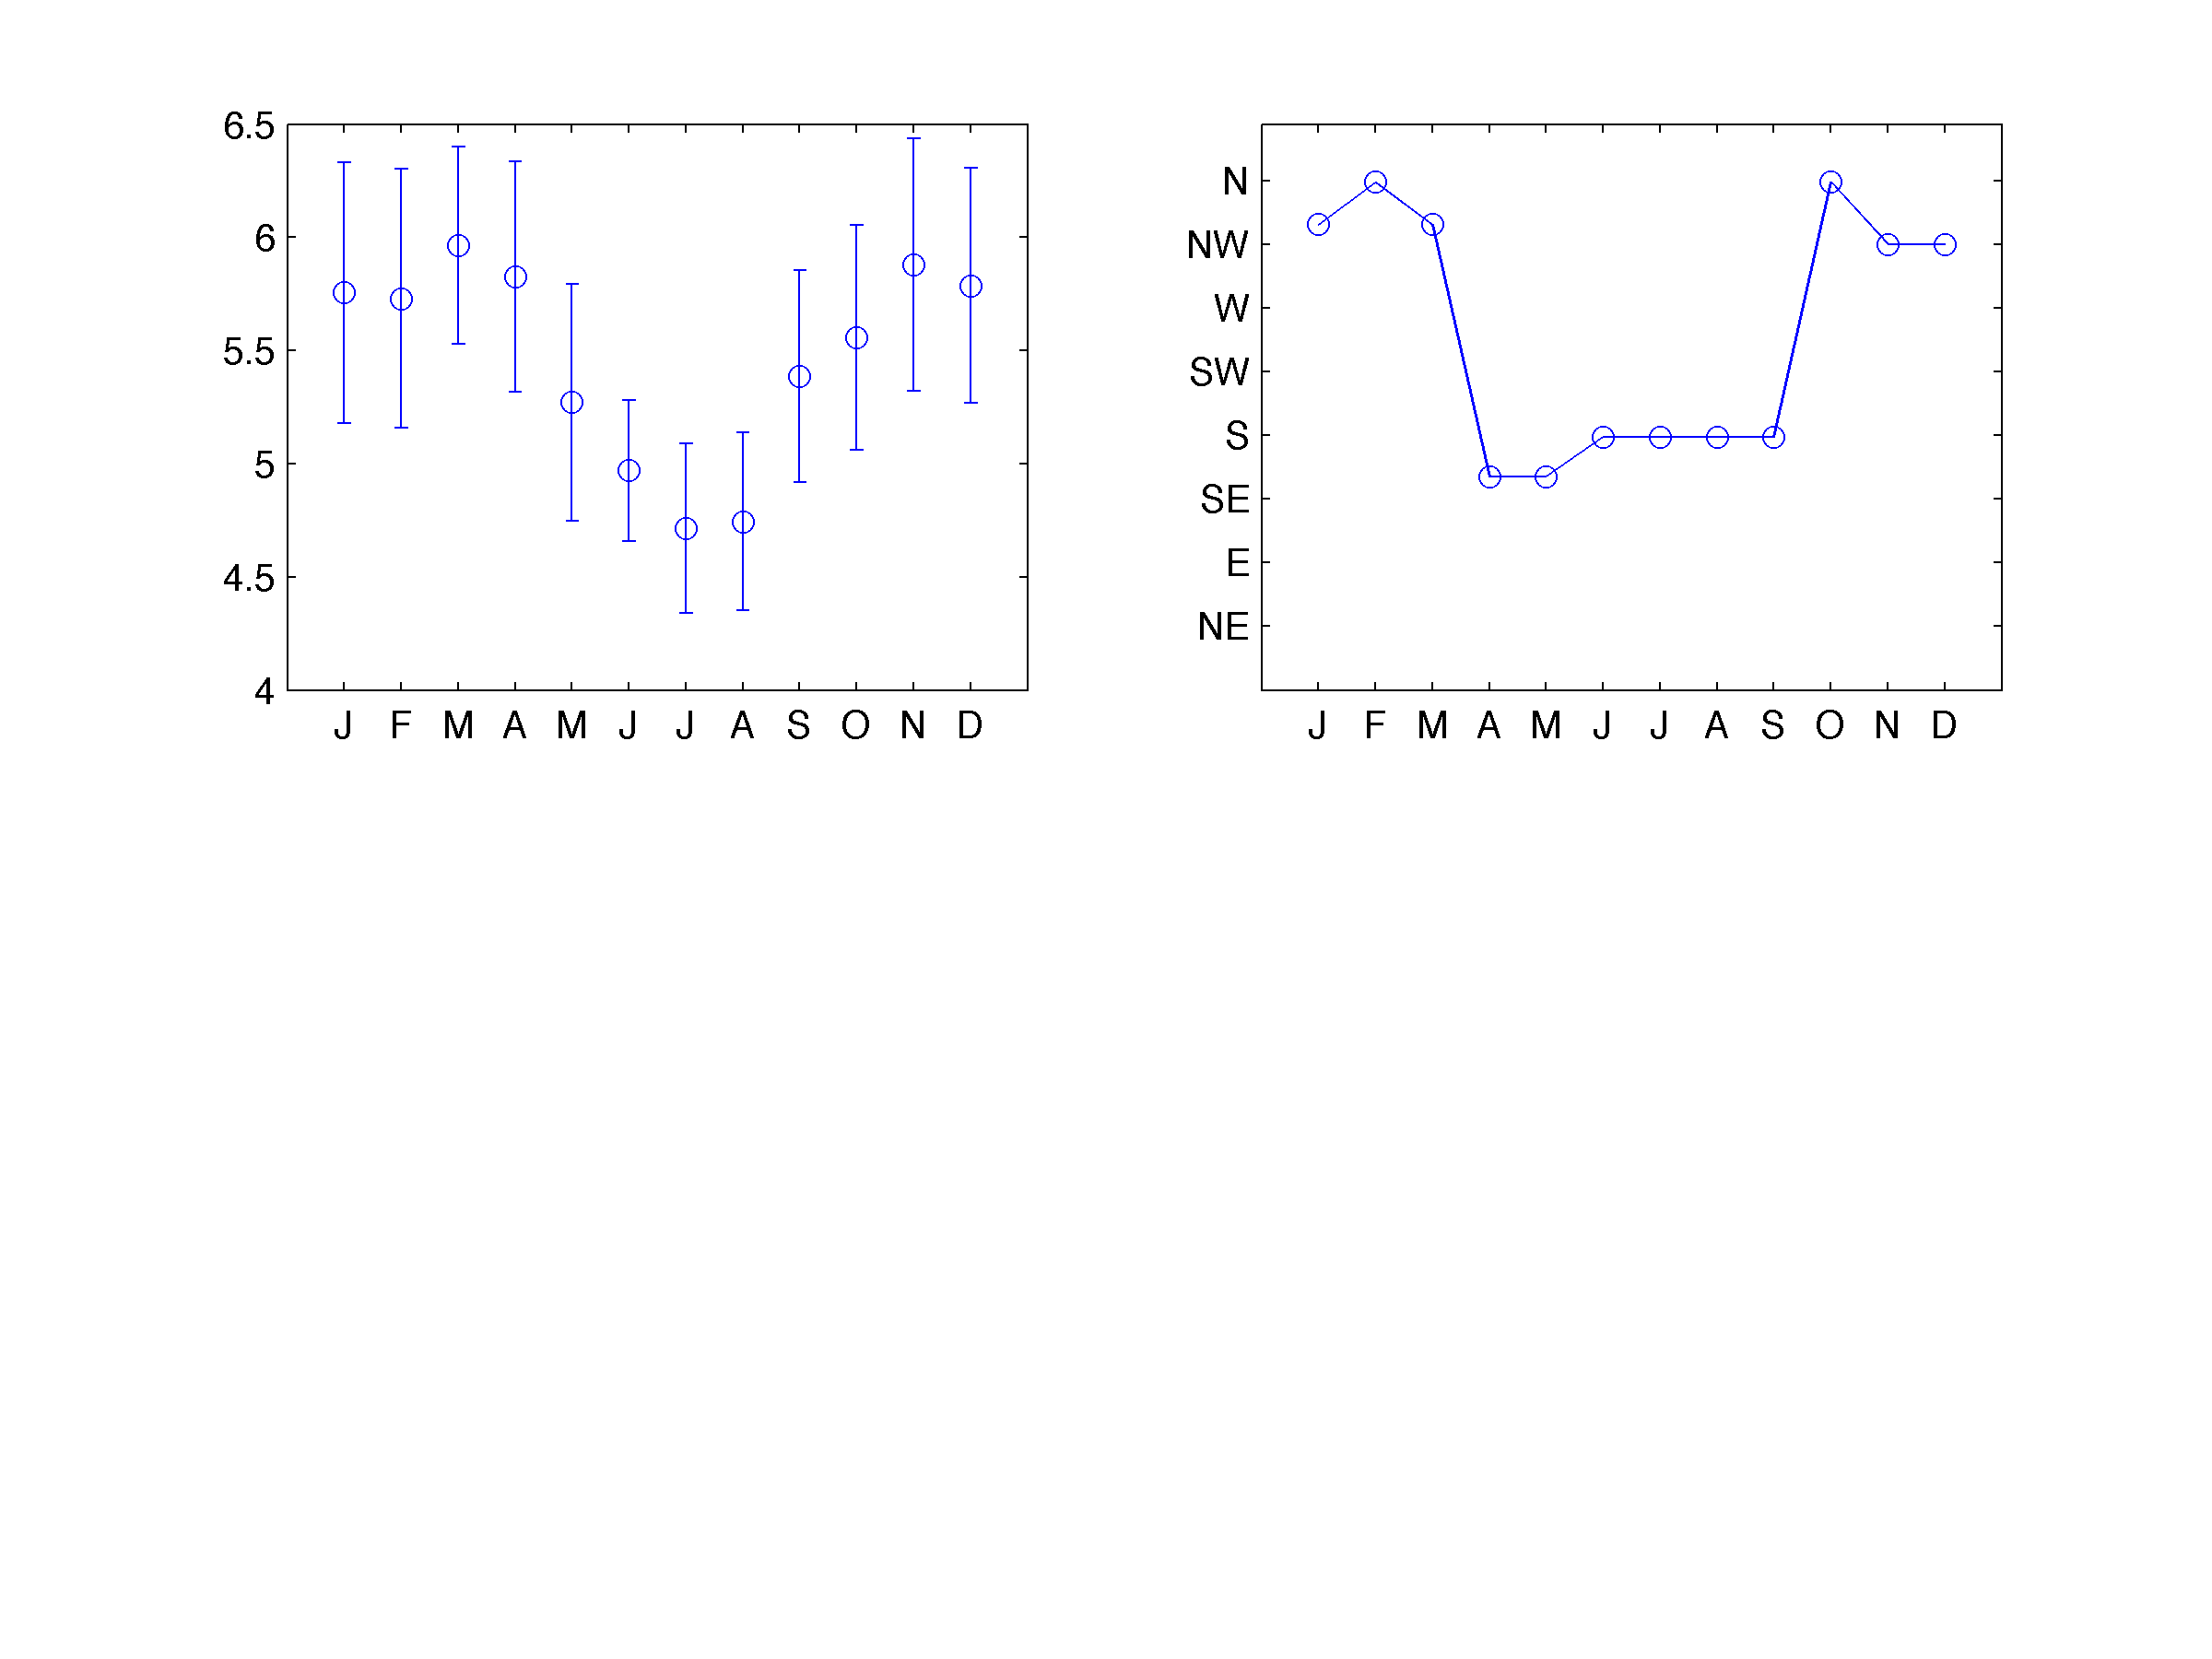 6.5
6
5.5
5
4.5
4
J F M A M J J A S O N D
N
NW
W
SW
S
SE
E
NE
J F M A M J J A S O N D